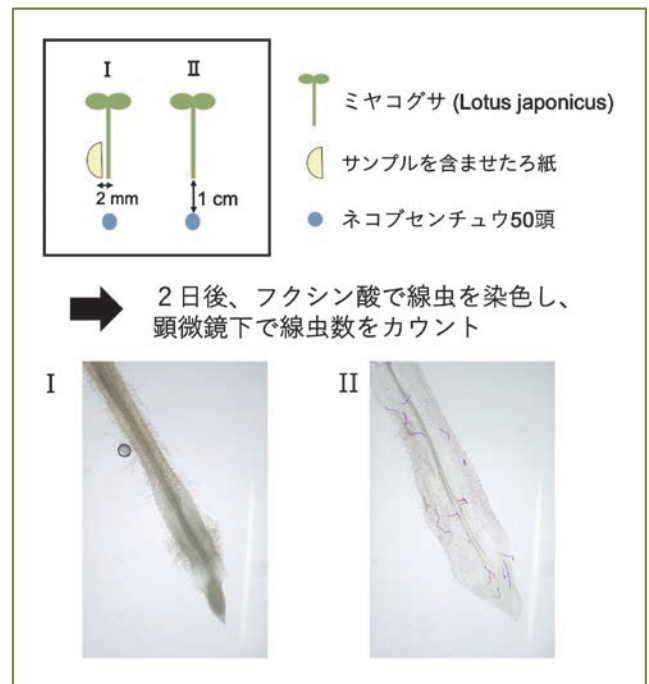 I II
ミヤコグサ (Lotus japonicus)
サンプルを含ませたろ紙
2 mm
1 cm
ネコブセンチュウ50頭
2日後、フクシン酸で線虫を染色し、
顕微鏡下で線虫数をカウント
I II